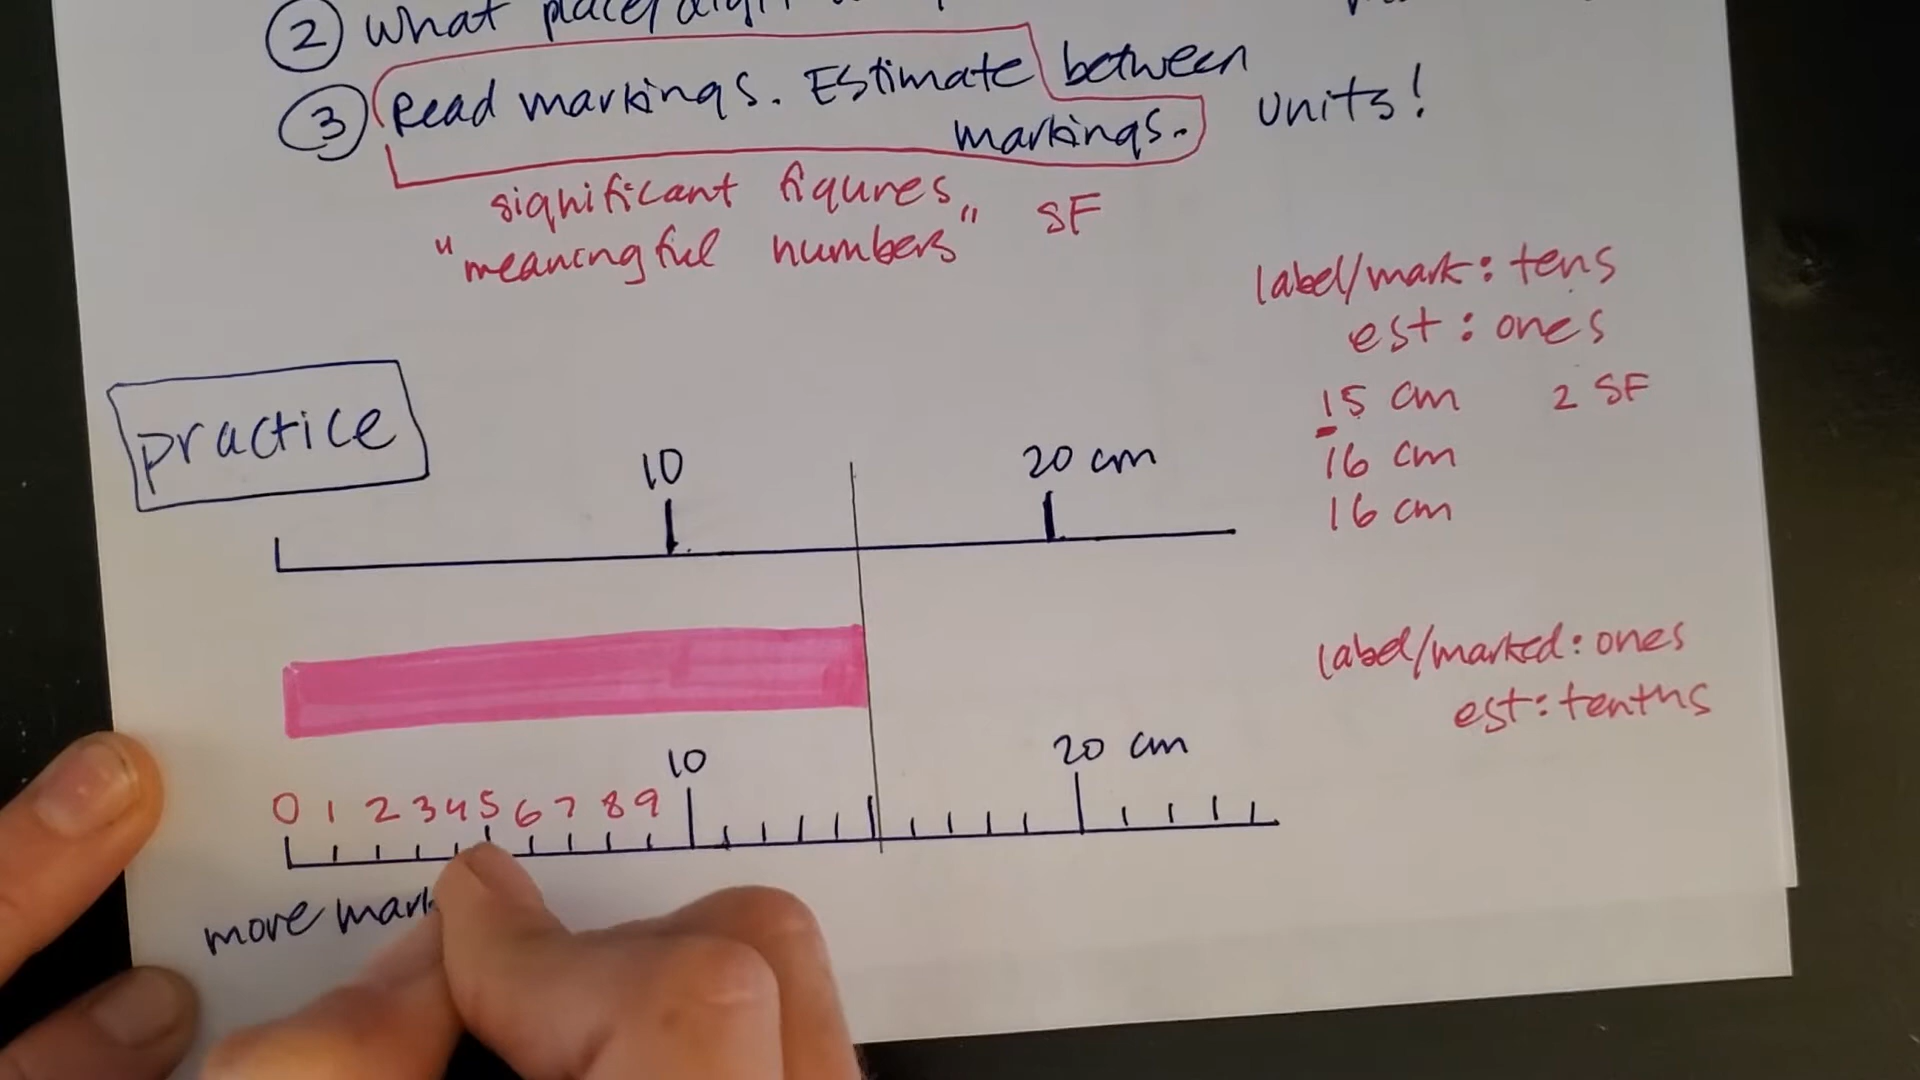 ② What place/digit
③ Read markings. Estimate between
markings.
units!
significant figures
"meaningful numbers"
SF
label/mark: tens
est: ones
15 cm 2 SF
16 cm
16 cm
practice
10 20 cm
label/marked: ones
est: tenths
10 20 cm
0 1 2 3 4 5 6 7 8 9
more mark